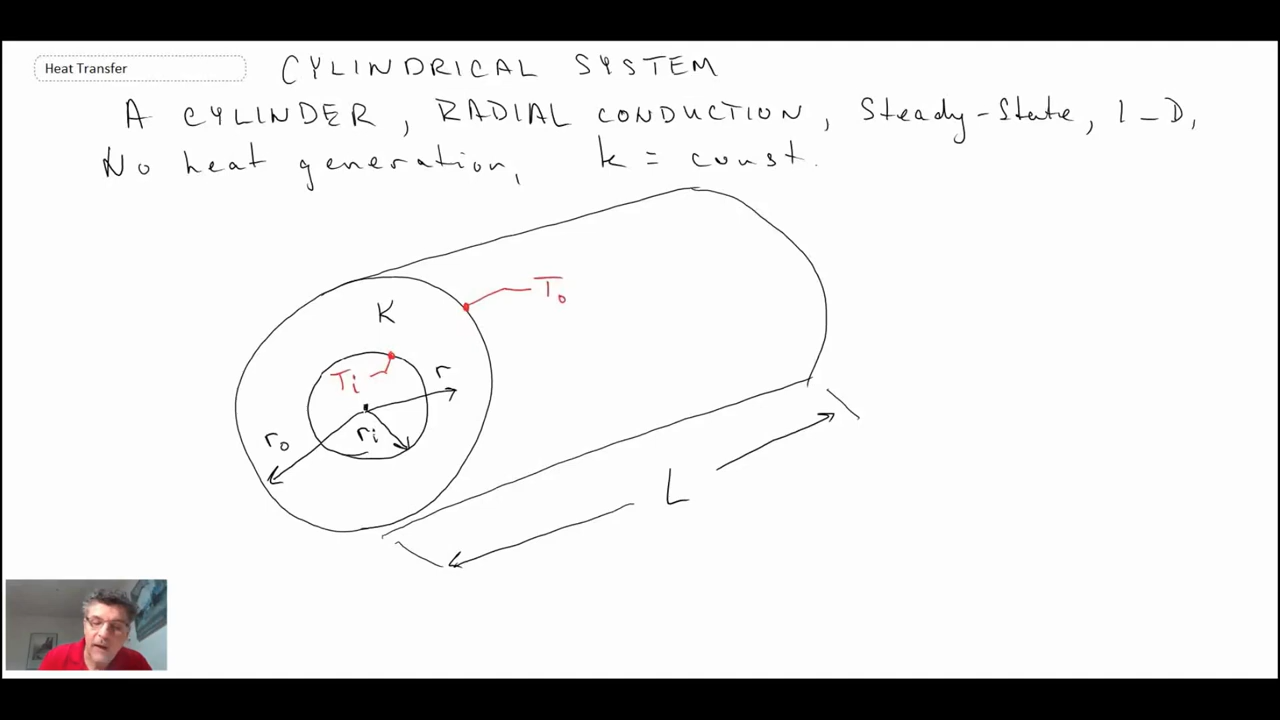 Heat Transfer
CYLINDRICAL SYSTEM
A CYLINDER, RADIAL CONDUCTION, Steady-State, 1-D,
No heat generation, k = const.
To
K
Ti
r
ro
ri
L